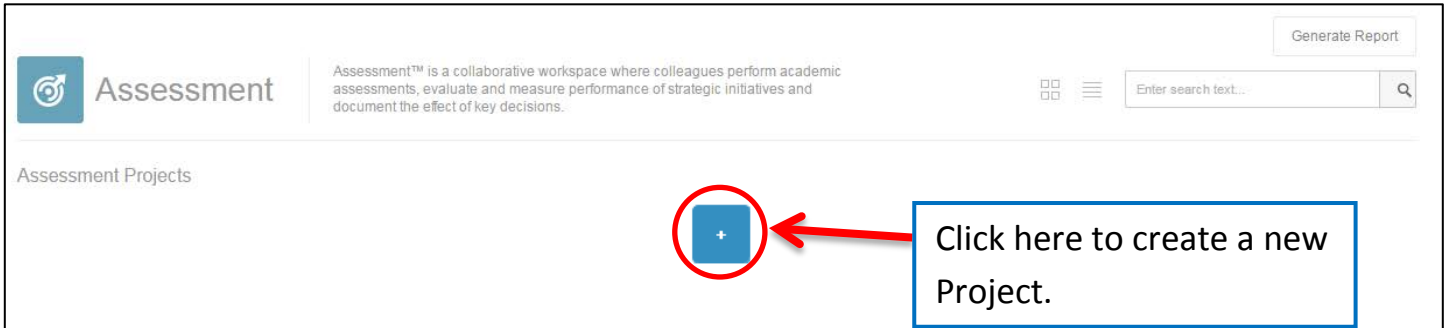 Generate Report
Assessment
Assessment™ is a collaborative workspace where colleagues perform academic
assessments, evaluate and measure performance of strategic initiatives and
document the effect of key decisions.
Enter search text...
Assessment Projects
+
Click here to create a new
Project.